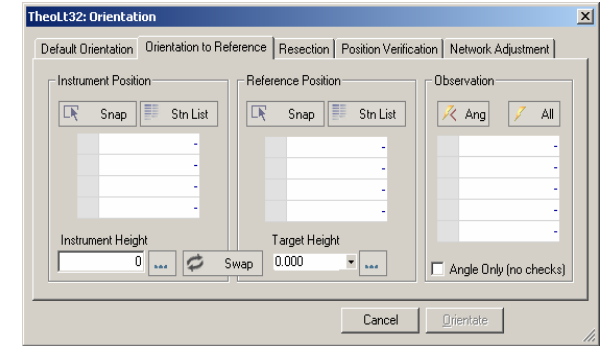 TheoLt32: Orientation
Default Orientation Orientation to Reference Resection Position Verification Network Adjustment
Instrument Position Reference Position Observation
Snap Stn List Snap Stn List Ang All
- - -
- - -
- - -
- - -
-
Instrument Height Target Height
0 ... Swap 0.000 ... Angle Only (no checks)
Cancel Orientate